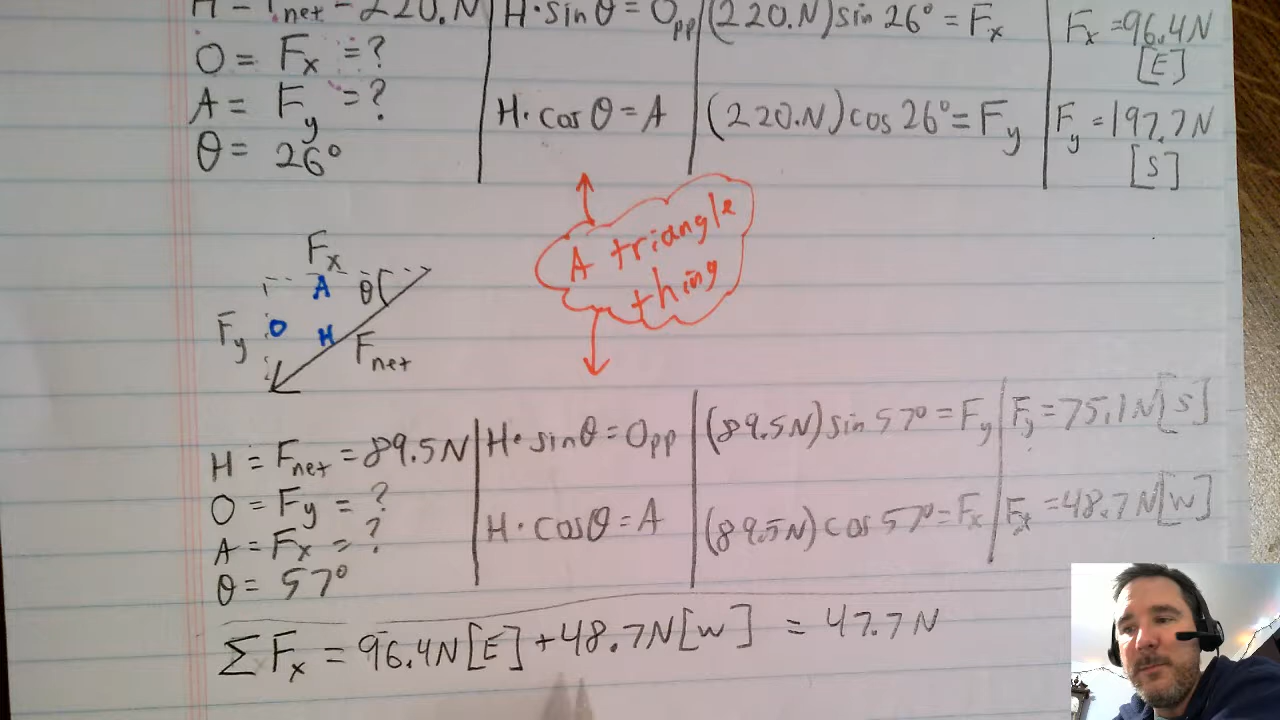 H = Fnet = 220.N | H·sinθ = Opp | (220.N)sin 26° = Fx | Fx = 96.4N [E]
O = Fx = ?
A = Fy = ? | H·cosθ = A | (220.N)cos 26° = Fy | Fy = 197.7N [S]
θ = 26°
A triangle
thing
Fx
A θ
Fy O H Fnet
H = Fnet = 89.5N | H·sinθ = Opp | (89.5N)sin 57° = Fy | Fy = 75.1N[S]
O = Fy = ?
A = Fx = ? | H·cosθ = A | (89.5N)cos 57° = Fx | Fx = 48.7N[W]
θ = 57°
ΣFx = 96.4N[E] + 48.7N[W] = 47.7N